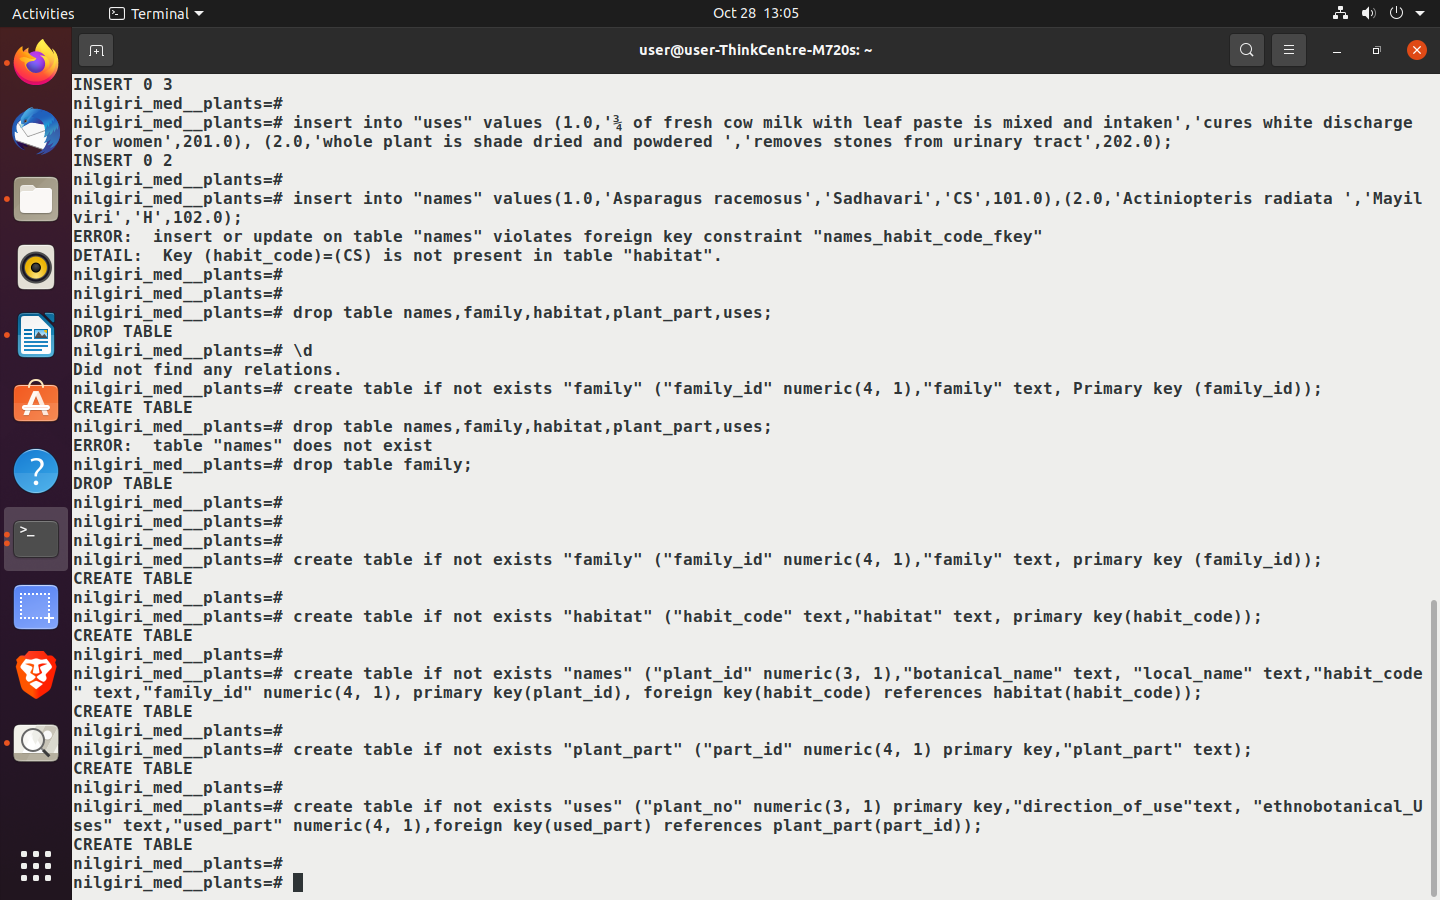 Activities
Terminal
Oct 28 13:05
user@user-ThinkCentre-M720s: ~
INSERT 0 3
nilgiri_med__plants=#
nilgiri_med__plants=# insert into "uses" values (1.0,'¾ of fresh cow milk with leaf paste is mixed and intaken','cures white discharge
for women',201.0), (2.0,'whole plant is shade dried and powdered ','removes stones from urinary tract',202.0);
INSERT 0 2
nilgiri_med__plants=#
nilgiri_med__plants=# insert into "names" values(1.0,'Asparagus racemosus','Sadhavari','CS',101.0),(2.0,'Actiniopteris radiata ','Mayil
viri','H',102.0);
ERROR:  insert or update on table "names" violates foreign key constraint "names_habit_code_fkey"
DETAIL:  Key (habit_code)=(CS) is not present in table "habitat".
nilgiri_med__plants=#
nilgiri_med__plants=#
nilgiri_med__plants=# drop table names,family,habitat,plant_part,uses;
DROP TABLE
nilgiri_med__plants=# \d
Did not find any relations.
nilgiri_med__plants=# create table if not exists "family" ("family_id" numeric(4, 1),"family" text, Primary key (family_id));
CREATE TABLE
nilgiri_med__plants=# drop table names,family,habitat,plant_part,uses;
ERROR:  table "names" does not exist
nilgiri_med__plants=# drop table family;
DROP TABLE
nilgiri_med__plants=#
nilgiri_med__plants=#
nilgiri_med__plants=#
nilgiri_med__plants=# create table if not exists "family" ("family_id" numeric(4, 1),"family" text, primary key (family_id));
CREATE TABLE
nilgiri_med__plants=#
nilgiri_med__plants=# create table if not exists "habitat" ("habit_code" text,"habitat" text, primary key(habit_code));
CREATE TABLE
nilgiri_med__plants=#
nilgiri_med__plants=# create table if not exists "names" ("plant_id" numeric(3, 1),"botanical_name" text, "local_name" text,"habit_code
" text,"family_id" numeric(4, 1), primary key(plant_id), foreign key(habit_code) references habitat(habit_code));
CREATE TABLE
nilgiri_med__plants=#
nilgiri_med__plants=# create table if not exists "plant_part" ("part_id" numeric(4, 1) primary key,"plant_part" text);
CREATE TABLE
nilgiri_med__plants=#
nilgiri_med__plants=# create table if not exists "uses" ("plant_no" numeric(3, 1) primary key,"direction_of_use"text, "ethnobotanical_U
ses" text,"used_part" numeric(4, 1),foreign key(used_part) references plant_part(part_id));
CREATE TABLE
nilgiri_med__plants=#
nilgiri_med__plants=#